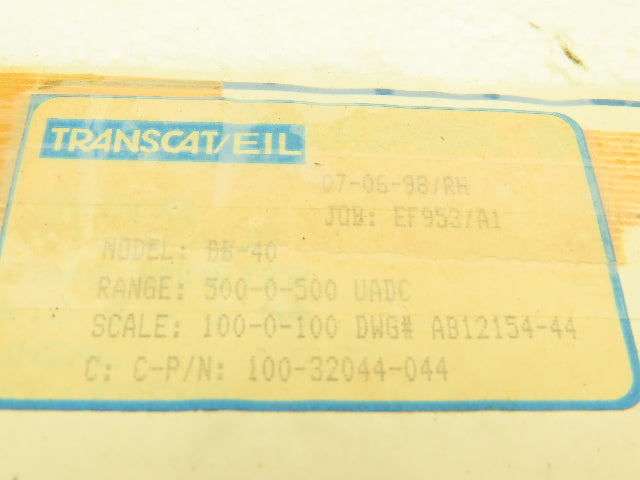 TRANSCAT/EIL
07-06-98/RH
JOB: EF953/A1
MODEL: DB-40
RANGE: 500-0-500 UADC
SCALE: 100-0-100 DWG# AB12154-44
C: C-P/N: 100-32044-044